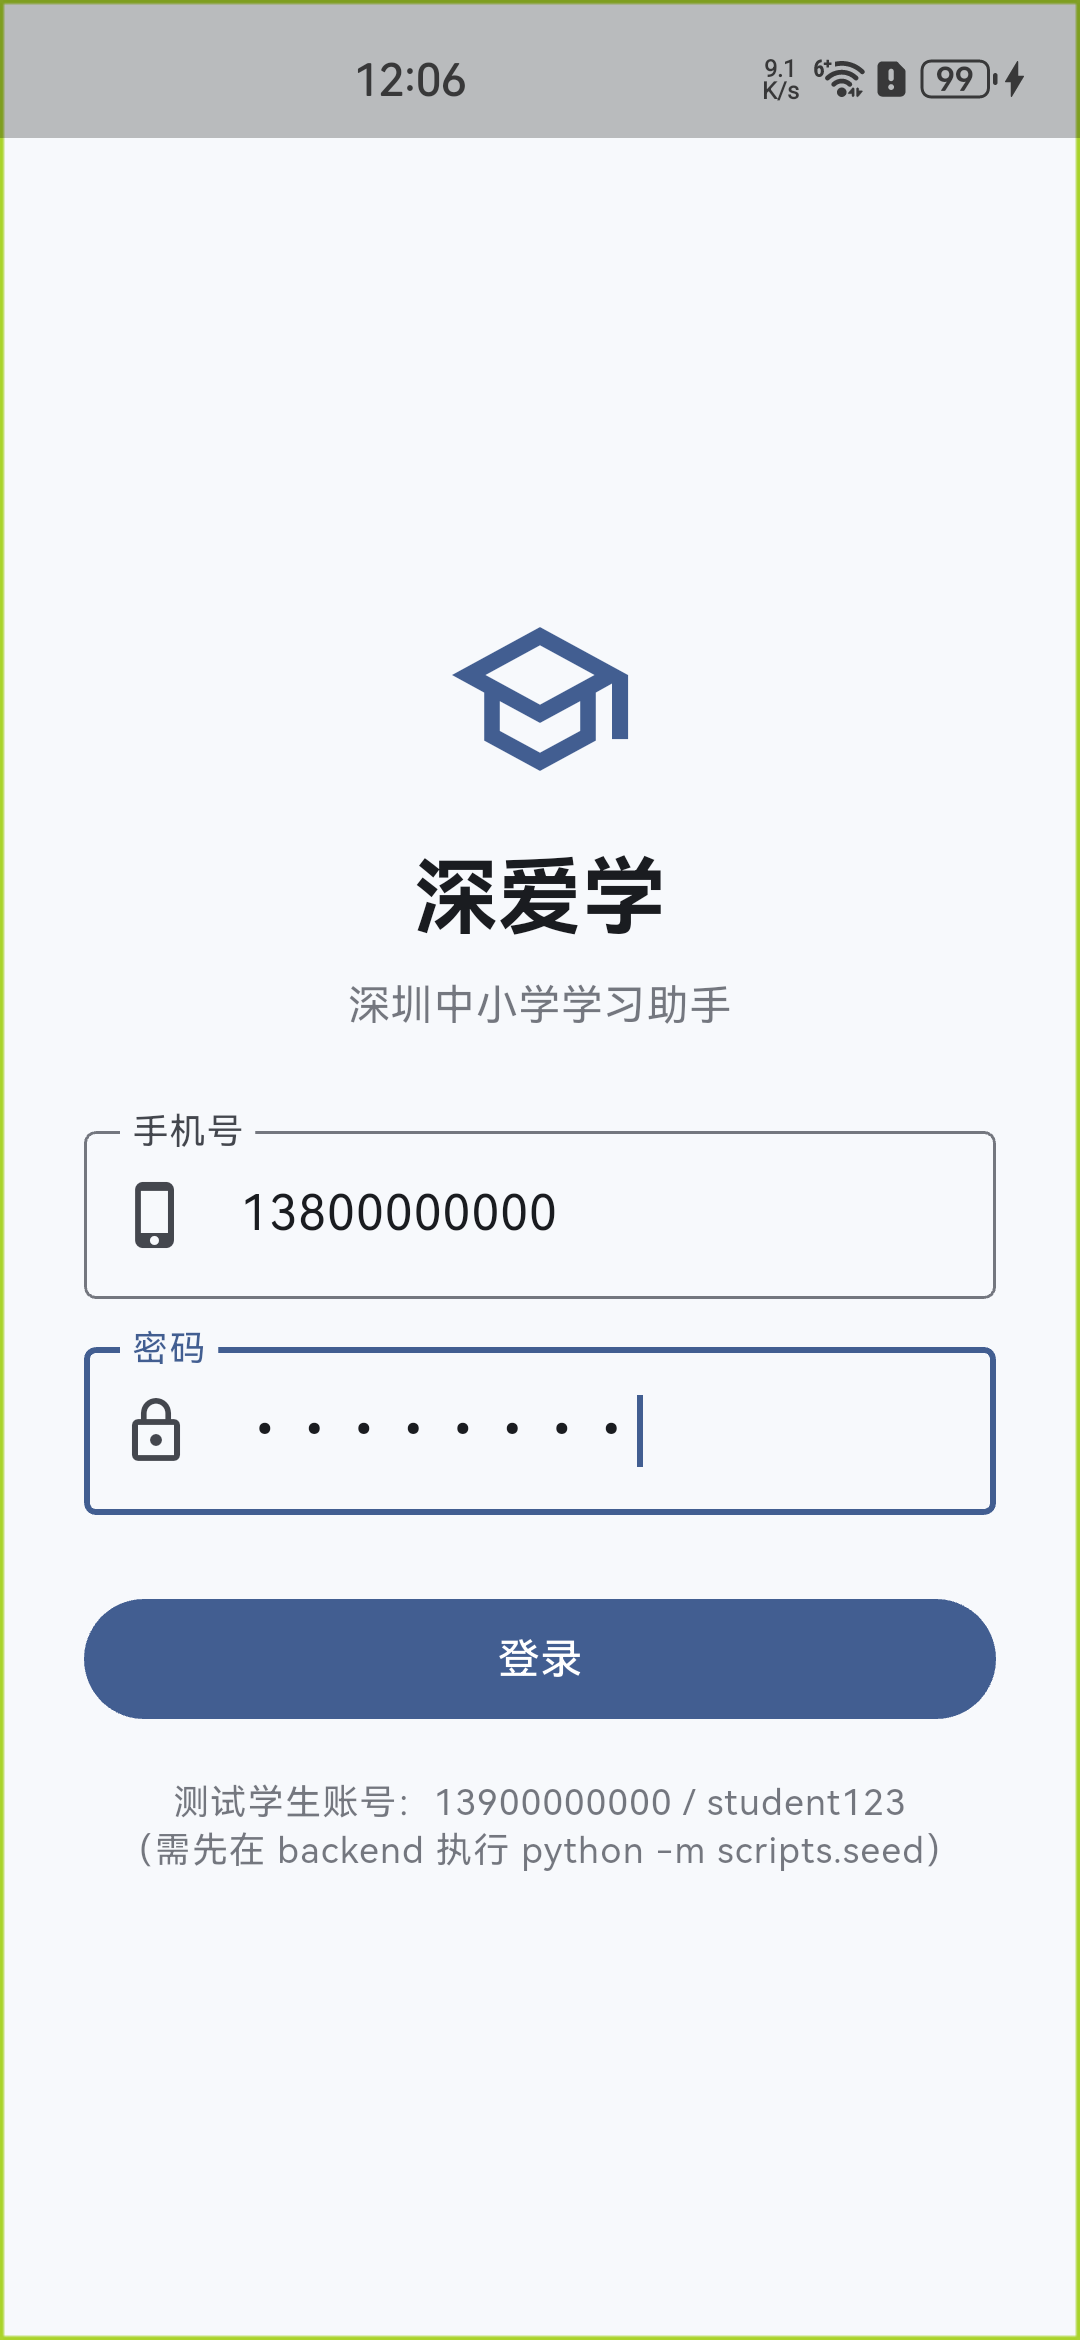 12:06
9.1
K/s
6+
99
深爱学
深圳中小学学习助手
手机号
13800000000
密码
登录
测试学生账号：13900000000 / student123
（需先在 backend 执行 python -m scripts.seed）